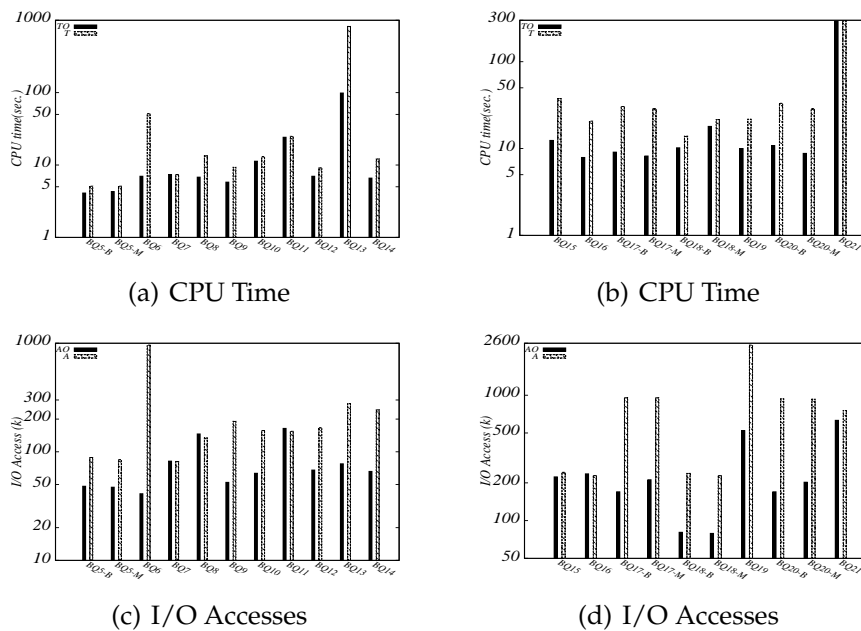 1000
100
50
10
5
1
CPU time(sec.)
TO
T
BQ5-B
BQ5-M
BQ6
BQ7
BQ8
BQ9
BQ10
BQ11
BQ12
BQ13
BQ14
(a) CPU Time
300
100
50
10
5
1
CPU time(sec.)
TO
T
BQ15
BQ16
BQ17-B
BQ17-M
BQ18-B
BQ18-M
BQ19
BQ20-B
BQ20-M
BQ21
(b) CPU Time
1000
300
200
100
50
20
10
I/O Access (k)
AO
A
BQ5-B
BQ5-M
BQ6
BQ7
BQ8
BQ9
BQ10
BQ11
BQ12
BQ13
BQ14
(c) I/O Accesses
2600
1000
500
200
100
50
I/O Access (k)
AO
A
BQ15
BQ16
BQ17-B
BQ17-M
BQ18-B
BQ18-M
BQ19
BQ20-B
BQ20-M
BQ21
(d) I/O Accesses